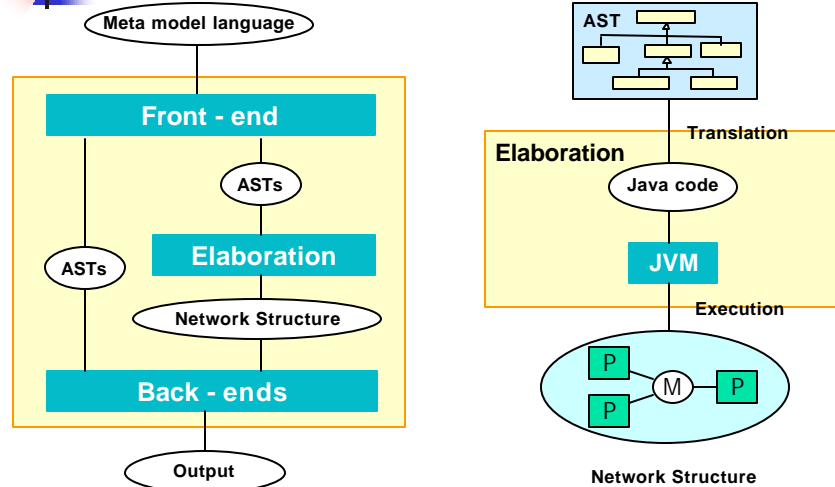 Meta model language
Front - end
ASTs
ASTs
Elaboration
Network Structure
Back - ends
Output
AST
Translation
Elaboration
Java code
JVM
Execution
P
M
P
P
Network Structure